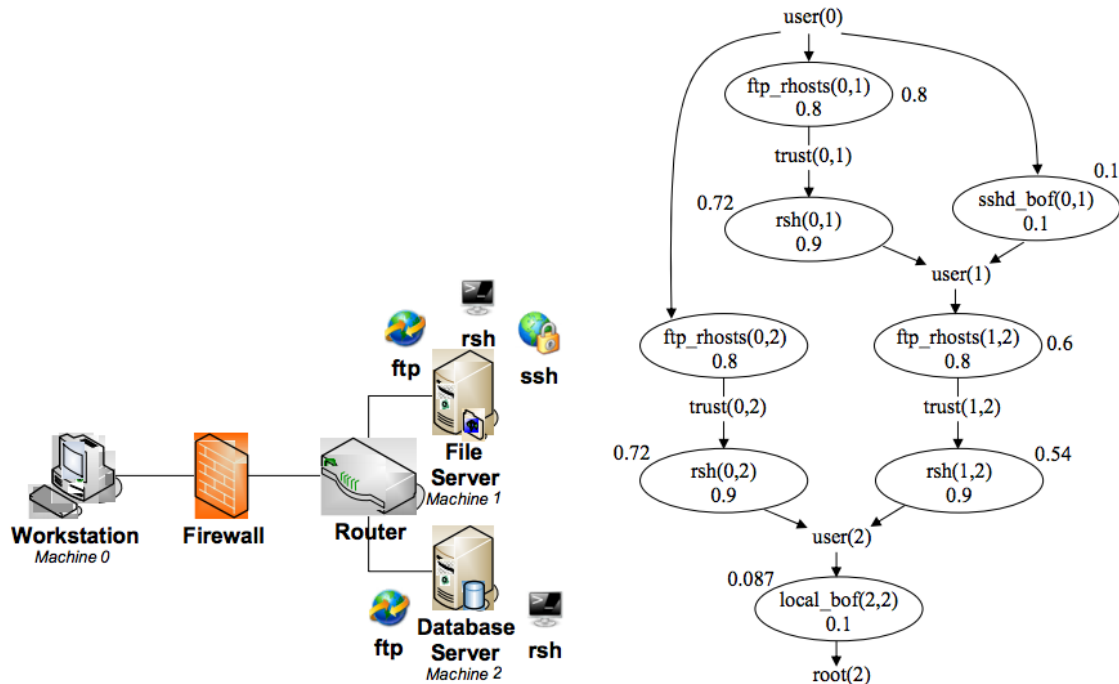 rsh
ftp
ssh
File
Server
Machine 1
Workstation
Machine 0
Firewall
Router
ftp
Database
Server
Machine 2
rsh
user(0)
ftp_rhosts(0,1)
0.8
0.8
trust(0,1)
0.72
rsh(0,1)
0.9
0.1
sshd_bof(0,1)
0.1
user(1)
ftp_rhosts(0,2)
0.8
ftp_rhosts(1,2)
0.8
0.6
trust(0,2)
trust(1,2)
0.72
rsh(0,2)
0.9
rsh(1,2)
0.9
0.54
user(2)
0.087
local_bof(2,2)
0.1
root(2)